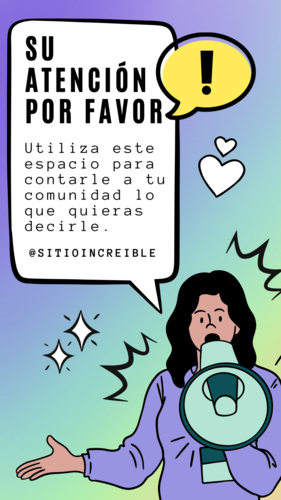 SU
ATENCIÓN
POR FAVOR
!
Utiliza este
espacio para
contarle a tu
comunidad lo
que quieras
decirle.
@SITIOINCREIBLE